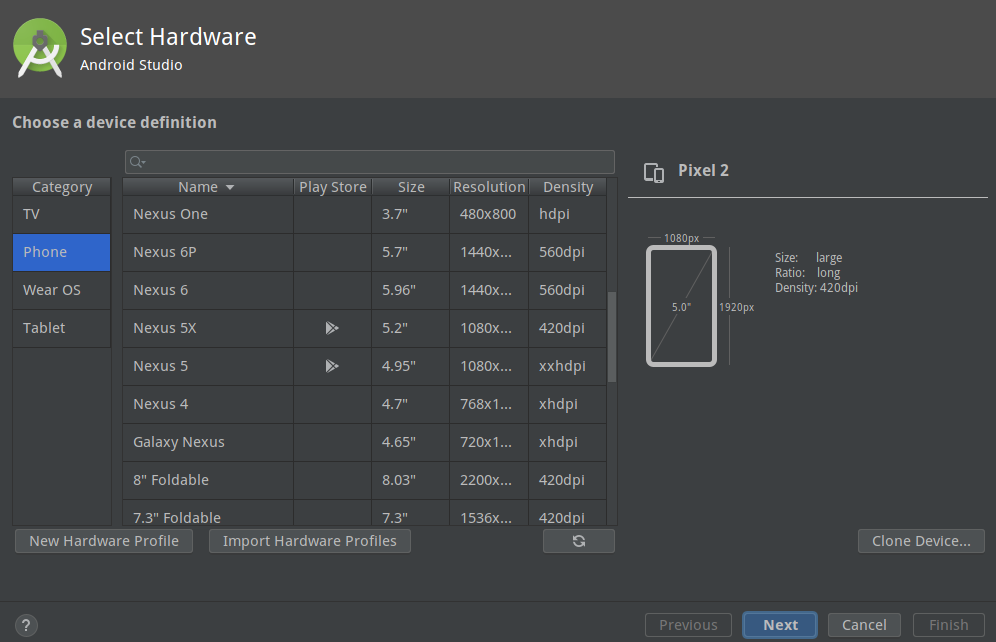 Select Hardware
Android Studio
Choose a device definition
Category
TV
Phone
Wear OS
Tablet
Name Play Store Size Resolution Density
Nexus One 3.7" 480x800 hdpi
Nexus 6P 5.7" 1440x... 560dpi
Nexus 6 5.96" 1440x... 560dpi
Nexus 5X 5.2" 1080x... 420dpi
Nexus 5 4.95" 1080x... xxhdpi
Nexus 4 4.7" 768x1... xhdpi
Galaxy Nexus 4.65" 720x1... xhdpi
8" Foldable 8.03" 2200x... 420dpi
7.3" Foldable 7.3" 1536x... 420dpi
New Hardware Profile Import Hardware Profiles
Pixel 2
1080px
5.0"
1920px
Size: large
Ratio: long
Density: 420dpi
Clone Device...
? Previous Next Cancel Finish